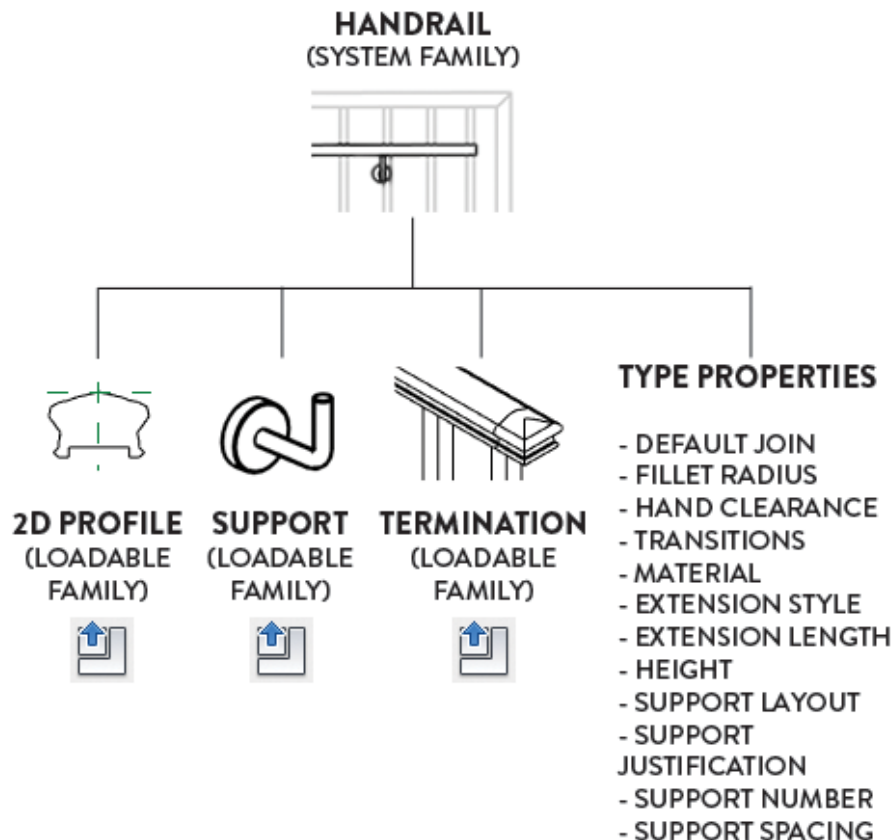 HANDRAIL
(SYSTEM FAMILY)
2D PROFILE
(LOADABLE
FAMILY)
SUPPORT
(LOADABLE
FAMILY)
TERMINATION
(LOADABLE
FAMILY)
TYPE PROPERTIES
- DEFAULT JOIN
- FILLET RADIUS
- HAND CLEARANCE
- TRANSITIONS
- MATERIAL
- EXTENSION STYLE
- EXTENSION LENGTH
- HEIGHT
- SUPPORT LAYOUT
- SUPPORT
JUSTIFICATION
- SUPPORT NUMBER
- SUPPORT SPACING